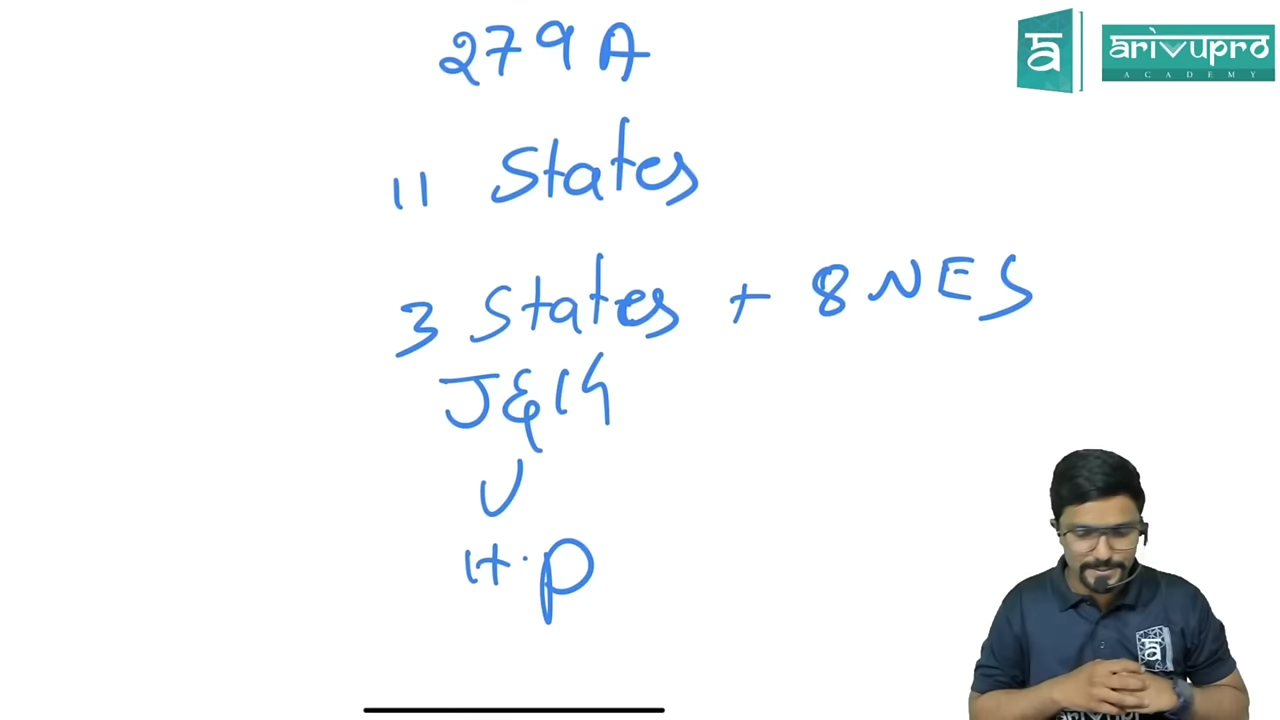 279A
11 States
3 States + 8 NES
J&K
U
H.P
ā
arivupro
ACADEMY